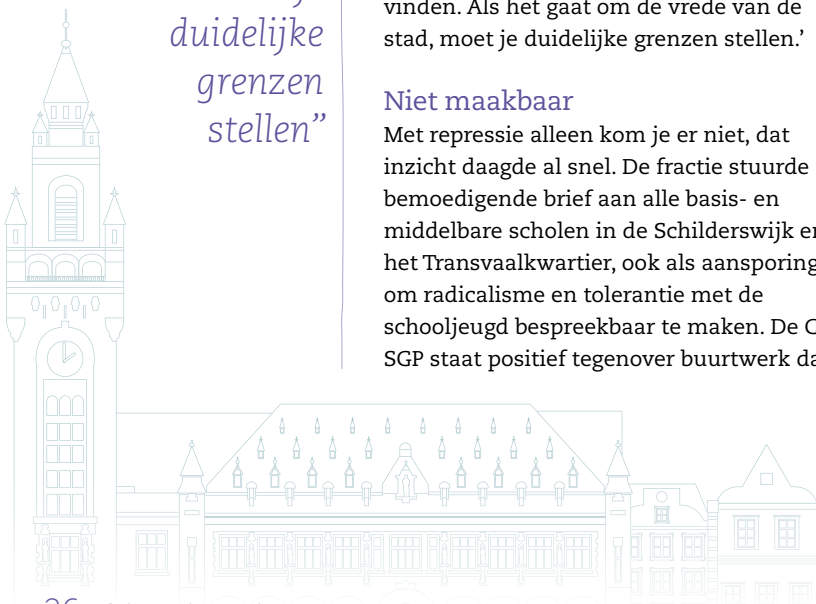 duidelijke
grenzen
stellen”
vinden. Als het gaat om de vrede van de
stad, moet je duidelijke grenzen stellen.’
Niet maakbaar
Met repressie alleen kom je er niet, dat
inzicht daagde al snel. De fractie stuurde
bemoedigende brief aan alle basis- en
middelbare scholen in de Schilderswijk
het Transvaalkwartier, ook als aansporing
om radicalisme en tolerantie met de
schooljeugd bespreekbaar te maken. De
SGP staat positief tegenover buurtwerk